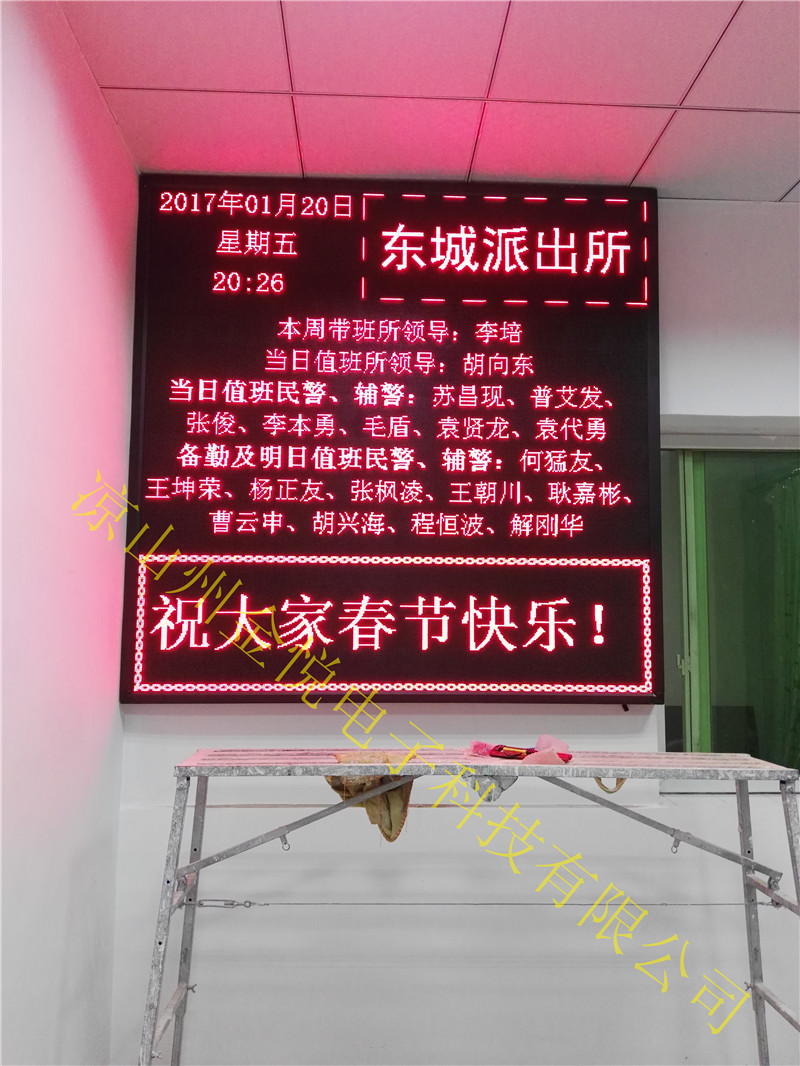 2017年01月20日
星期五
20:26
东城派出所
本周带班所领导：李培
当日值班所领导：胡向东
当日值班民警、辅警：苏昌现、普艾发、
张俊、李本勇、毛盾、袁贤龙、袁代勇
备勤及明日值班民警、辅警：何猛友、
王坤荣、杨正友、张枫凌、王朝川、耿嘉彬、
曹云申、胡兴海、程恒波、解刚华
祝大家春节快乐！
凉山州金悦电子科技有限公司